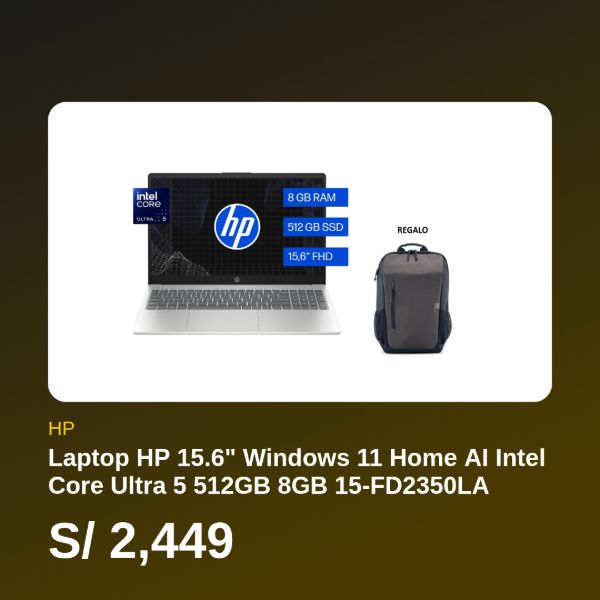 intel
CORE
ULTRA 5
hp
8 GB RAM
512 GB SSD
15,6" FHD
REGALO
HP
Laptop HP 15.6" Windows 11 Home AI Intel
Core Ultra 5 512GB 8GB 15-FD2350LA
S/ 2,449